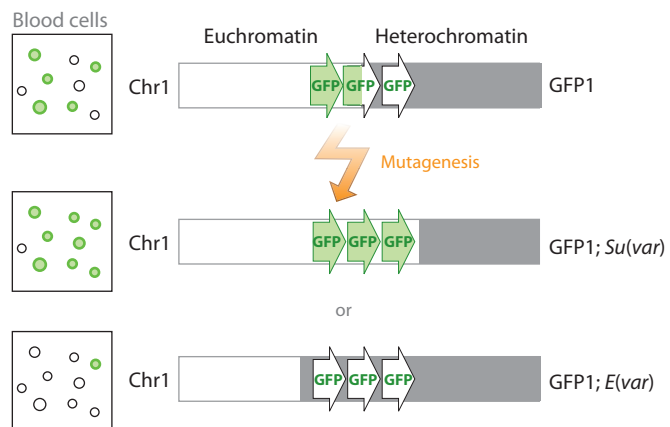 Blood cells
Euchromatin Heterochromatin
Chr1 GFP GFP GFP GFP1
Mutagenesis
Chr1 GFP GFP GFP GFP1; Su(var)
or
Chr1 GFP GFP GFP GFP1; E(var)